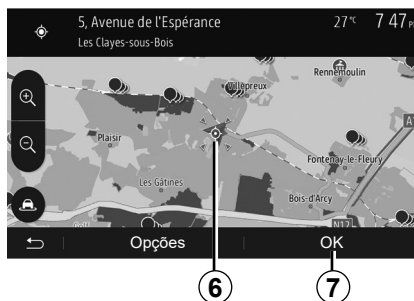 5, Avenue de l'Espérance
27 °C
7 47
Les Clayes-sous-Bois
Rennemoulin
Villepreux
Plaisir
Fontenay-le-Fleury
Les Gâtines
Bois-d'Arcy
N12
Opções
OK
6
7